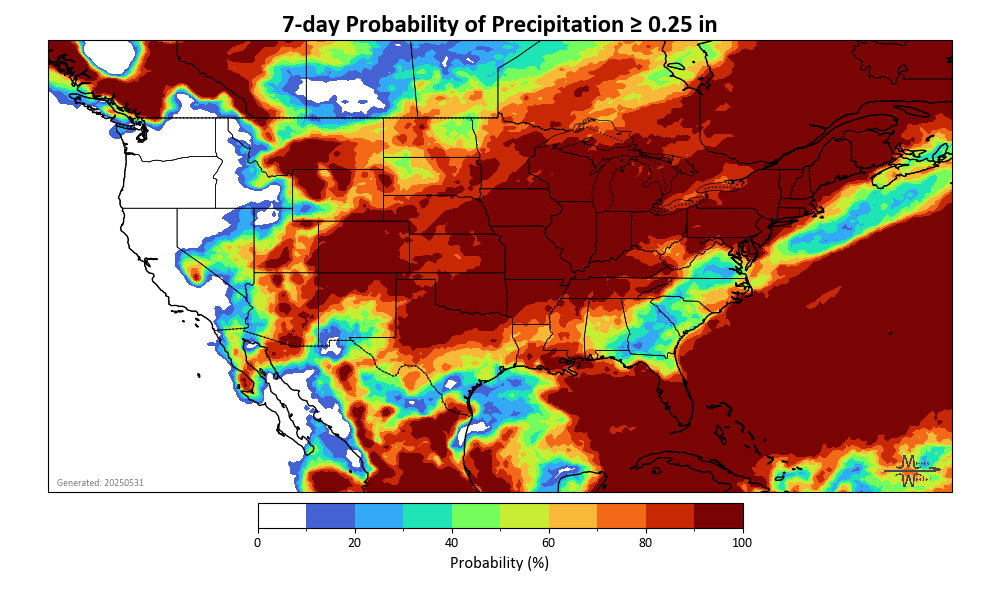 7-day Probability of Precipitation ≥ 0.25 in
Generated: 20250531
0 20 40 60 80 100
Probability (%)